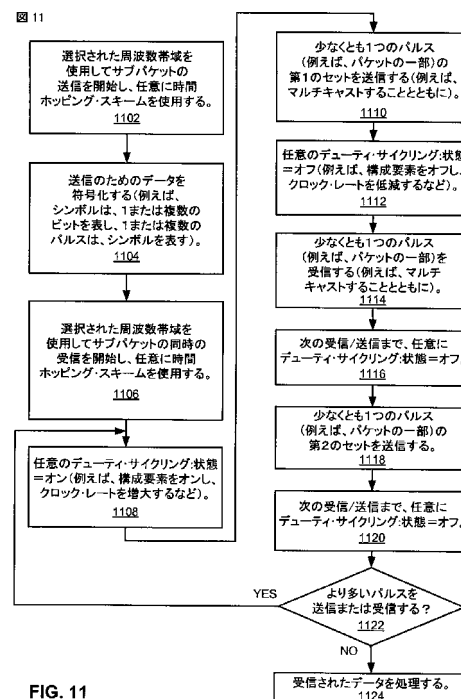 図 11
選択された周波数帯域を
使用してサブパケットの
送信を開始し、任意に時間
ホッピング・スキームを使用する。
1102
送信のためのデータを
符号化する(例えば、
シンボルは、1または複数の
ビットを表し、1または複数の
パルスは、シンボルを表す)。
1104
選択された周波数帯域を
使用してサブパケットの同時の
受信を開始し、任意に時間
ホッピング・スキームを使用する。
1106
任意のデューティ・サイクリング:状態
=オン(例えば、構成要素をオンし、
クロック・レートを増大するなど)。
1108
少なくとも1つのパルス
(例えば、パケットの一部)の
第1のセットを送信する(例えば、
マルチキャストすることとともに)。
1110
任意のデューティ・サイクリング:状態
=オフ(例えば、構成要素をオフし、
クロック・レートを低減するなど)。
1112
少なくとも1つのパルス
(例えば、パケットの一部)を
受信する(例えば、マルチ
キャストすることとともに)。
1114
次の受信/送信まで、任意に
デューティ・サイクリング:状態=オフ。
1116
少なくとも1つのパルス
(例えば、パケットの一部)の
第2のセットを送信する。
1118
次の受信/送信まで、任意に
デューティ・サイクリング:状態=オフ。
1120
より多いパルスを
送信または受信する?
1122
YES
NO
受信されたデータを処理する。
1124
FIG. 11